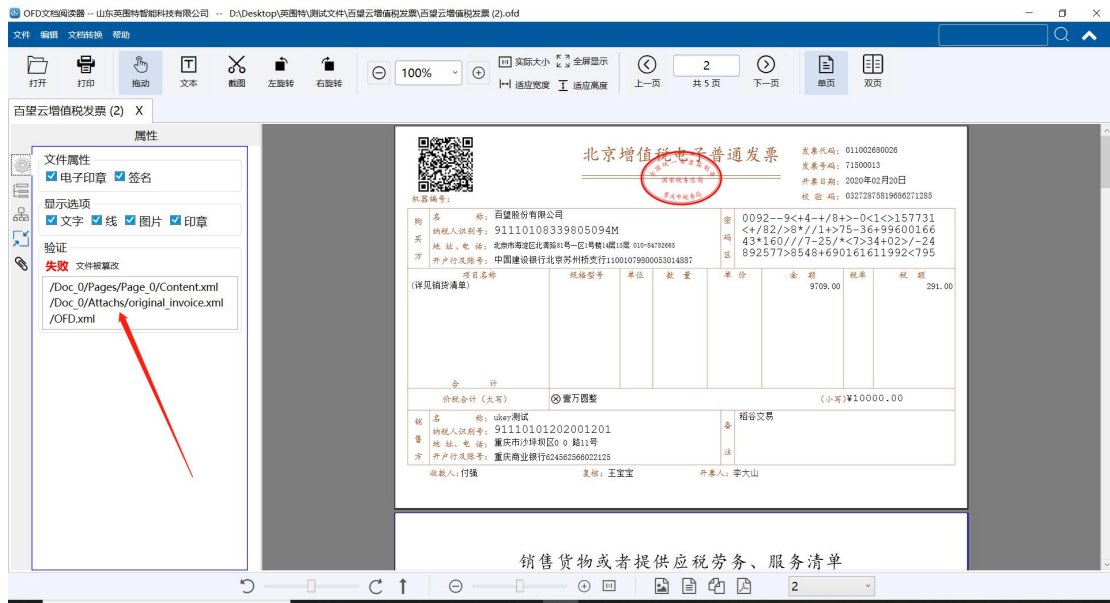 OFD文档阅读器 -- 山东英图特智能科技有限公司 -- D:\Desktop\英图特\测试文件\百望云增值税发票\百望云增值税发票 (2).ofd
文件 编辑 文档转换 帮助
打开 打印 拖动 文本 截图 左旋转 右旋转 100% 实际大小 全屏显示 适应宽度 适应高度 上一页 2 共 5 页 下一页 单页 双页
百望云增值税发票 (2) X
属性
文件属性
电子印章 签名
显示选项
文字 线 图片 印章
验证
失败 文件被篡改
/Doc_0/Pages/Page_0/Content.xml
/Doc_0/Attachs/original_invoice.xml
/OFD.xml
北京增值税电子普通发票
国家税务总局
重庆市税务局
发票代码: 011002680026
发票号码: 71500013
开票日期: 2020年02月20日
校 验 码: 03272875819686271285
机器编号:
购买方
名 称: 百望股份有限公司
纳税人识别号: 91110108339805094M
地 址、电 话: 北京市海淀区北清路81号一区1号楼14层15层 010-84782665
开户行及账号: 中国建设银行北京苏州桥支行11001079800053014887
密码区
0092--9<+4-+/8+>-0<1<>157731
<+/82/>8*//1+>75-36+99600166
43*160///7-25/*<7>34+02>/-24
892577>8548+690161611992<795
项目名称 规格型号 单位 数 量 单 价 金 额 税率 税 额
(详见销货清单) 9709.00 291.00
合 计
价税合计 (大写) ⊗壹万圆整 (小写)¥10000.00
销售方
名 称: ukey测试
纳税人识别号: 91110101202001201
地 址、电 话: 重庆市沙坪坝区0 0 路11号
开户行及账号: 重庆商业银行624562566022125
备注
稻谷交易
收款人: 付强 复核: 王宝宝 开票人: 李大山
销售货物或者提供应税劳务、服务清单
2